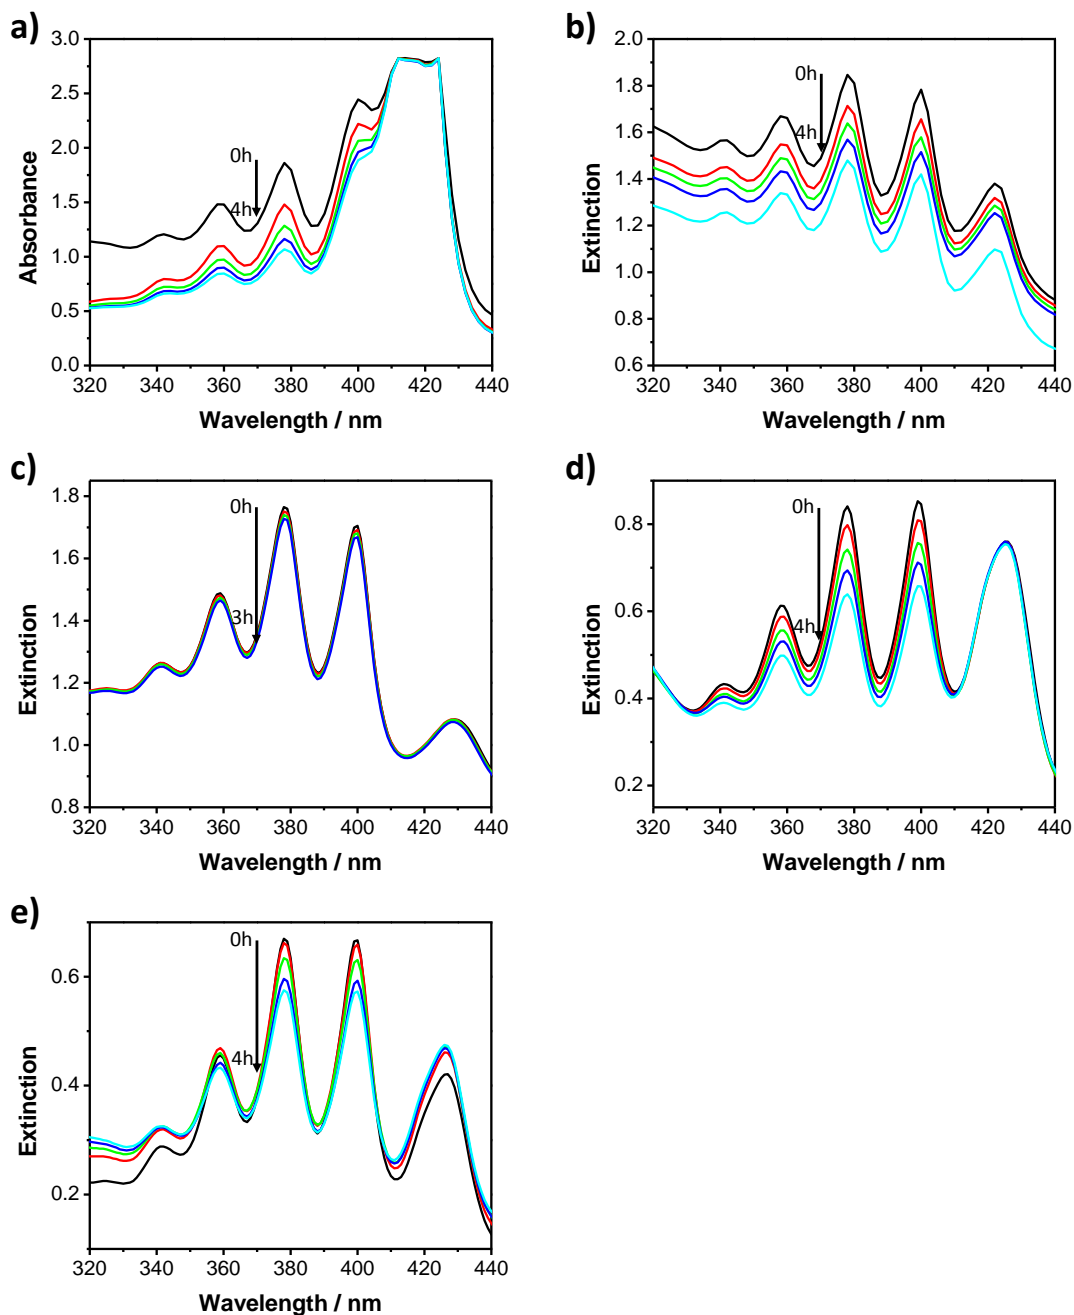 a)
3.0
2.5
2.0
1.5
1.0
0.5
0.0
Absorbance
0h
4h
320 340 360 380 400 420 440
Wavelength / nm
b)
2.0
1.8
1.6
1.4
1.2
1.0
0.8
0.6
Extinction
0h
4h
320 340 360 380 400 420 440
Wavelength / nm
c)
1.8
1.6
1.4
1.2
1.0
0.8
Extinction
0h
3h
320 340 360 380 400 420 440
Wavelength / nm
d)
0.8
0.6
0.4
0.2
Extinction
0h
4h
320 340 360 380 400 420 440
Wavelength / nm
e)
0.6
0.4
0.2
Extinction
0h
4h
320 340 360 380 400 420 440
Wavelength / nm